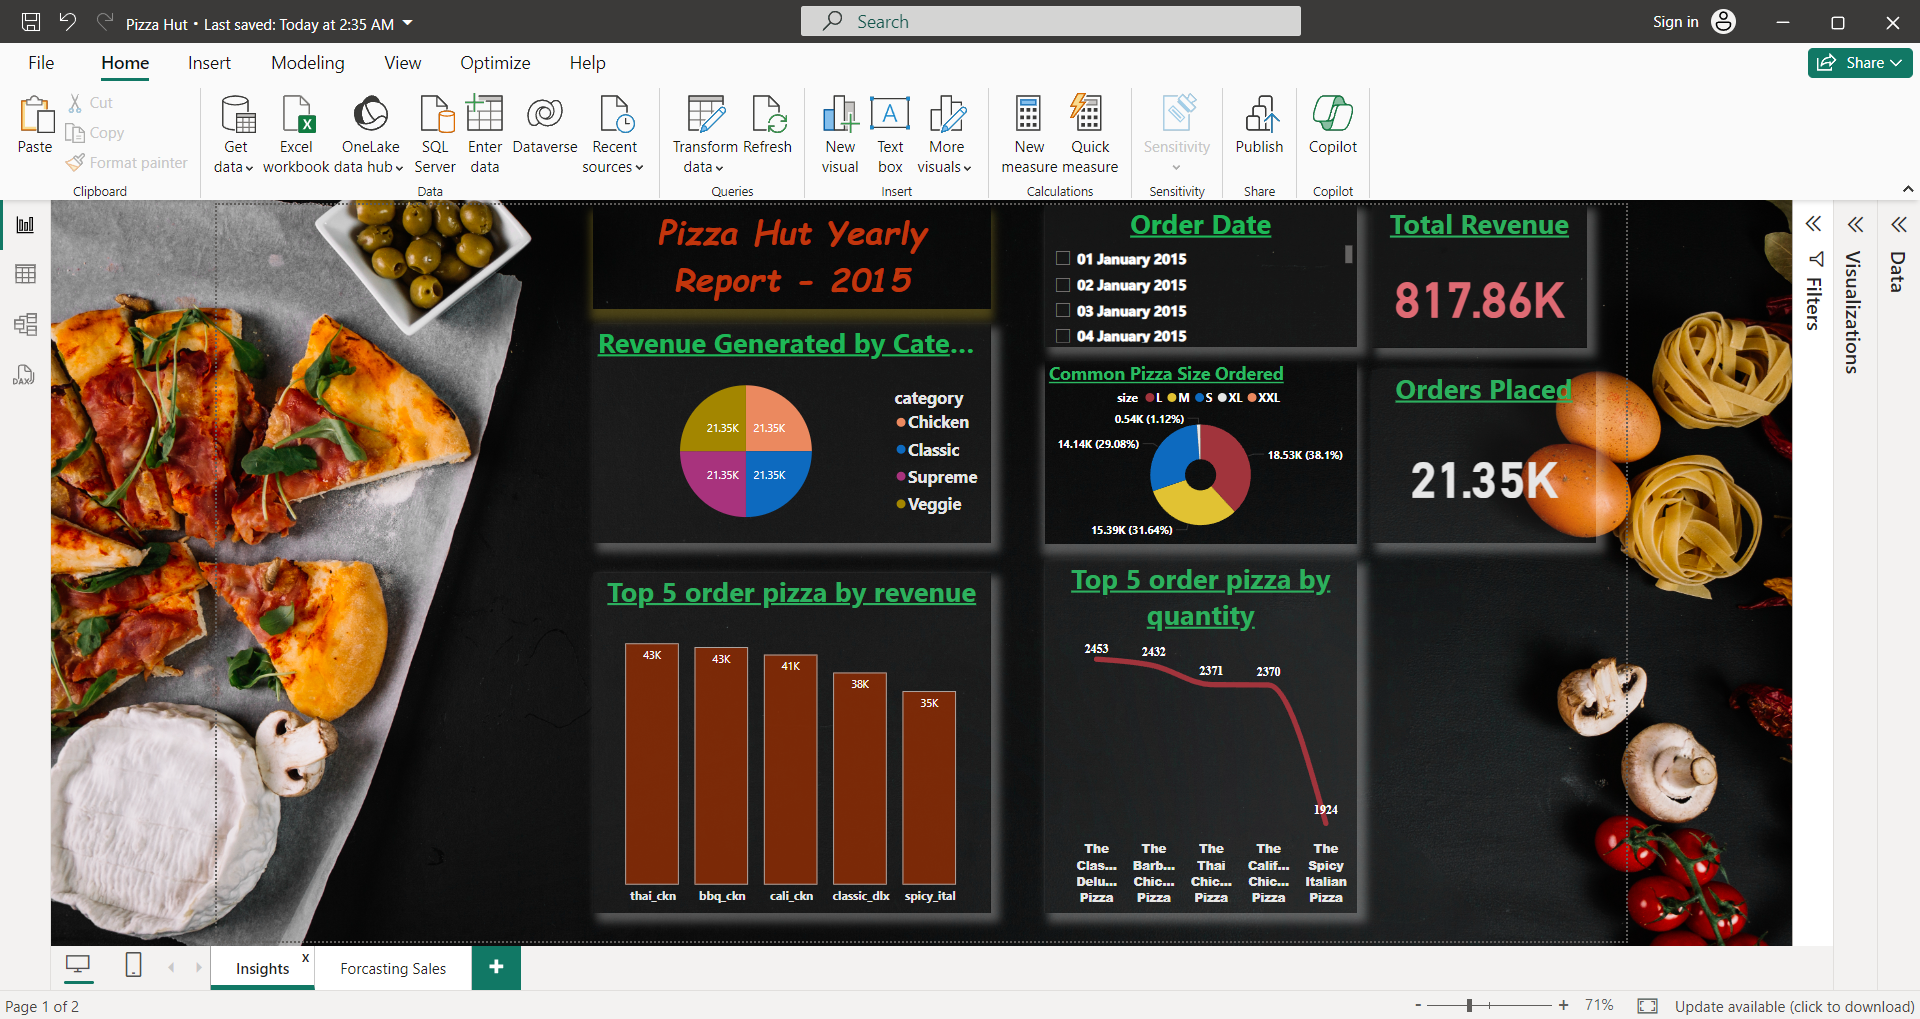 Pizza Hut • Last saved: Today at 2:35 AM
Search
Sign in
File Home Insert Modeling View Optimize Help
Share
Paste
Cut
Copy
Format painter
Clipboard
Get data
Excel workbook
OneLake data hub
SQL Server
Enter data
Dataverse
Recent sources
Data
Transform data
Refresh
Queries
New visual
Text box
More visuals
Insert
New measure
Quick measure
Calculations
Sensitivity
Sensitivity
Publish
Share
Copilot
Copilot
DAX
Pizza Hut Yearly
Report - 2015
Order Date
01 January 2015
02 January 2015
03 January 2015
04 January 2015
Total Revenue
817.86K
Revenue Generated by Cate...
21.35K 21.35K
21.35K 21.35K
category
Chicken
Classic
Supreme
Veggie
Common Pizza Size Ordered
size L M S XL XXL
0.54K (1.12%)
14.14K (29.08%)
18.53K (38.1%)
15.39K (31.64%)
Orders Placed
21.35K
Top 5 order pizza by revenue
43K
43K
41K
38K
35K
thai_ckn bbq_ckn cali_ckn classic_dlx spicy_ital
Top 5 order pizza by
quantity
2453
2432
2371
2370
1924
The Clas... Delu... Pizza
The Barb... Chic... Pizza
The Thai Chic... Pizza
The Calif... Chic... Pizza
The Spicy Italian Pizza
Filters
Visualizations
Data
Insights
x
Forcasting Sales
+
Page 1 of 2
- + 71%
Update available (click to download)